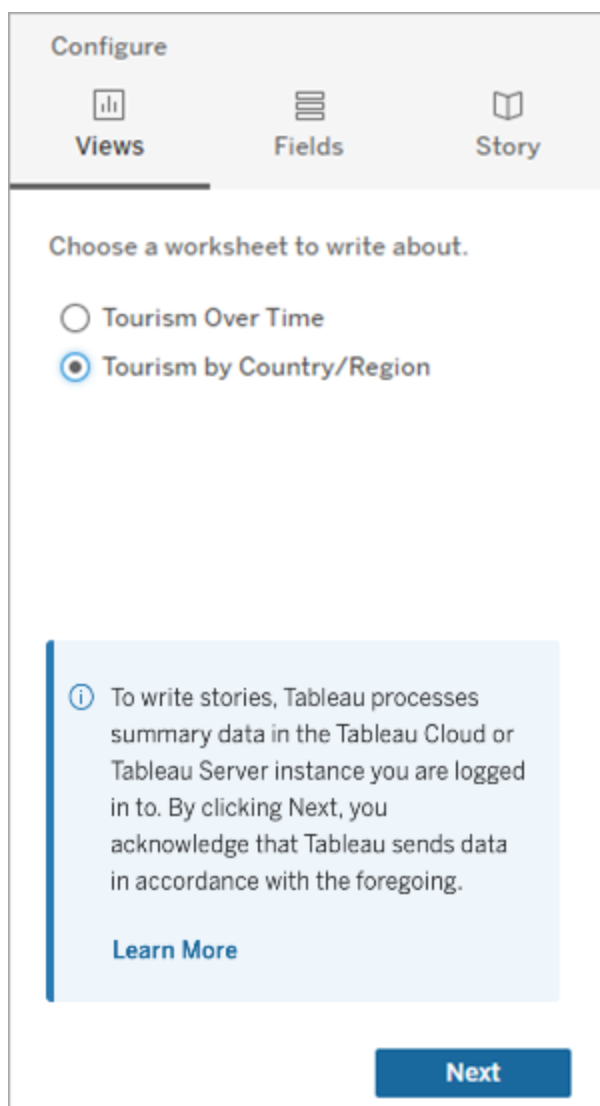 Configure
Views Fields Story
Choose a worksheet to write about.
Tourism Over Time
Tourism by Country/Region
To write stories, Tableau processes
summary data in the Tableau Cloud or
Tableau Server instance you are logged
in to. By clicking Next, you
acknowledge that Tableau sends data
in accordance with the foregoing.
Learn More
Next